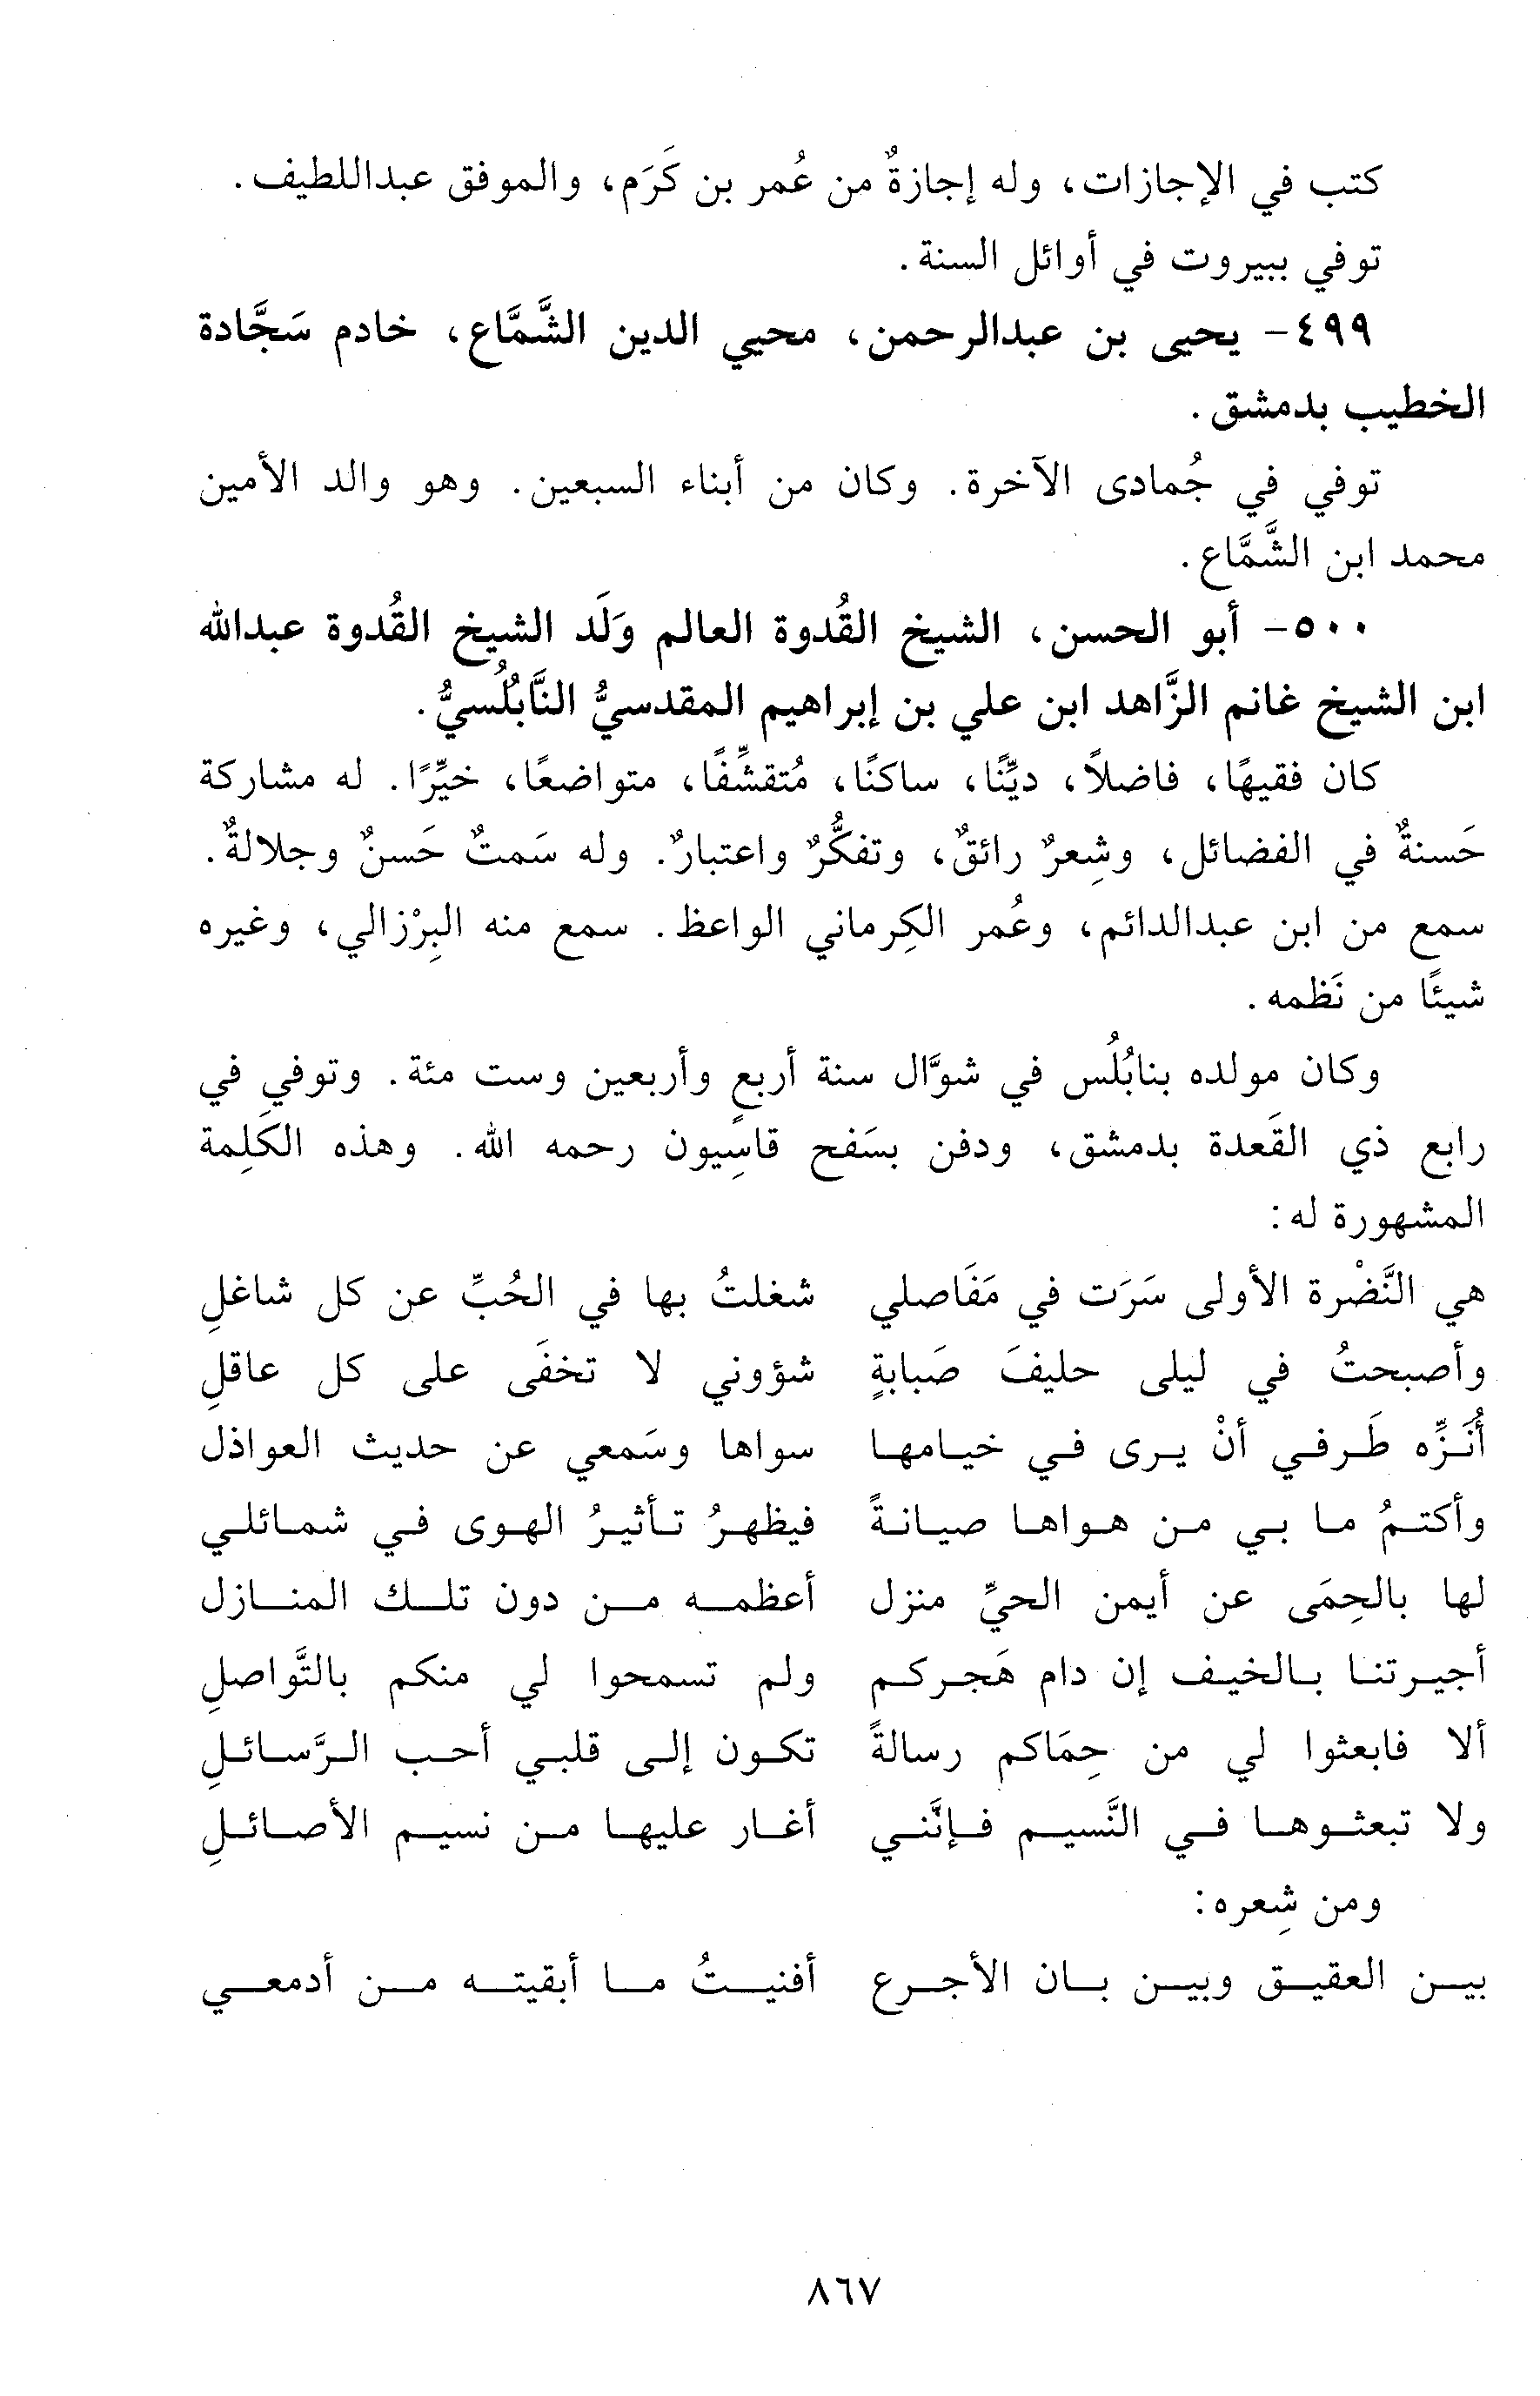 كتب في الإجازات، وله إجازةٌ من عُمر بن كَرَم، والموفق عبداللطيف.
توفي ببيروت في أوائل السنة.
٤٩٩- يحيى بن عبدالرحمن، محيي الدين الشَّمَّاع، خادم سَجَّادة
الخطيب بدمشق.
توفي في جُمادى الآخرة. وكان من أبناء السبعين. وهو والد الأمين
محمد ابن الشَّمَّاع.
٥٠٠- أبو الحسن، الشيخ القُدوة العالم وَلَد الشيخ القُدوة عبدالله
ابن الشيخ غانم الزَّاهد ابن علي بن إبراهيم المقدسيُّ النَّابُلُسيُّ.
كان فقيهًا، فاضلاً، ديِّنًا، ساكنًا، مُتقشِّفًا، متواضعًا، خيِّرًا. له مشاركة
حَسنةٌ في الفضائل، وشِعرٌ رائقٌ، وتفكُّرٌ واعتبارٌ. وله سَمتٌ حَسنٌ وجلالةٌ.
سمع من ابن عبدالدائم، وعُمر الكِرماني الواعظ. سمع منه البِرْزالي، وغيره
شيئًا من نَظمه.
وكان مولده بنابُلُس في شوَّال سنة أربعٍ وأربعين وست مئة. وتوفي في
رابع ذي القَعدة بدمشق، ودفن بسَفح قاسِيون رحمه الله. وهذه الكَلِمة
المشهورة له:
هي النَّضْرة الأولى سَرَت في مَفَاصلي شغلتُ بها في الحُبِّ عن كل شاغلِ
وأصبحتُ في ليلى حليفَ صَبابةٍ شؤوني لا تخفَى على كل عاقلِ
أُنَزِّه طَرفي أنْ يرى في خيامها سواها وسَمعي عن حديث العواذل
وأكتمُ ما بي من هواها صيانةً فيظهرُ تأثيرُ الهوى في شمائلي
لها بالحِمَى عن أيمن الحيِّ منزل أعظمه من دون تلك المنازل
أجيرتنا بالخيف إن دام هَجركم ولم تسمحوا لي منكم بالتَّواصلِ
ألا فابعثوا لي من حِمَاكم رسالةً تكون إلى قلبي أحب الرَّسائلِ
ولا تبعثوها في النَّسيم فإنَّني أغار عليها من نسيم الأصائلِ
ومن شِعره:
بين العقيق وبين بان الأجرع أفنيتُ ما أبقيته من أدمعي
٨٦٧